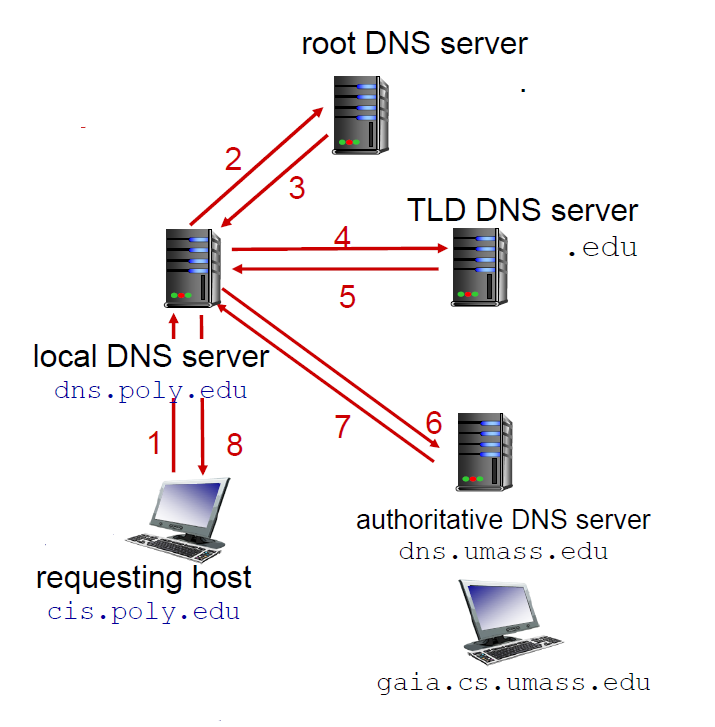 root DNS server
.
2
3
TLD DNS server
.edu
4
5
local DNS server
dns.poly.edu
6
7
1
8
authoritative DNS server
dns.umass.edu
requesting host
cis.poly.edu
gaia.cs.umass.edu